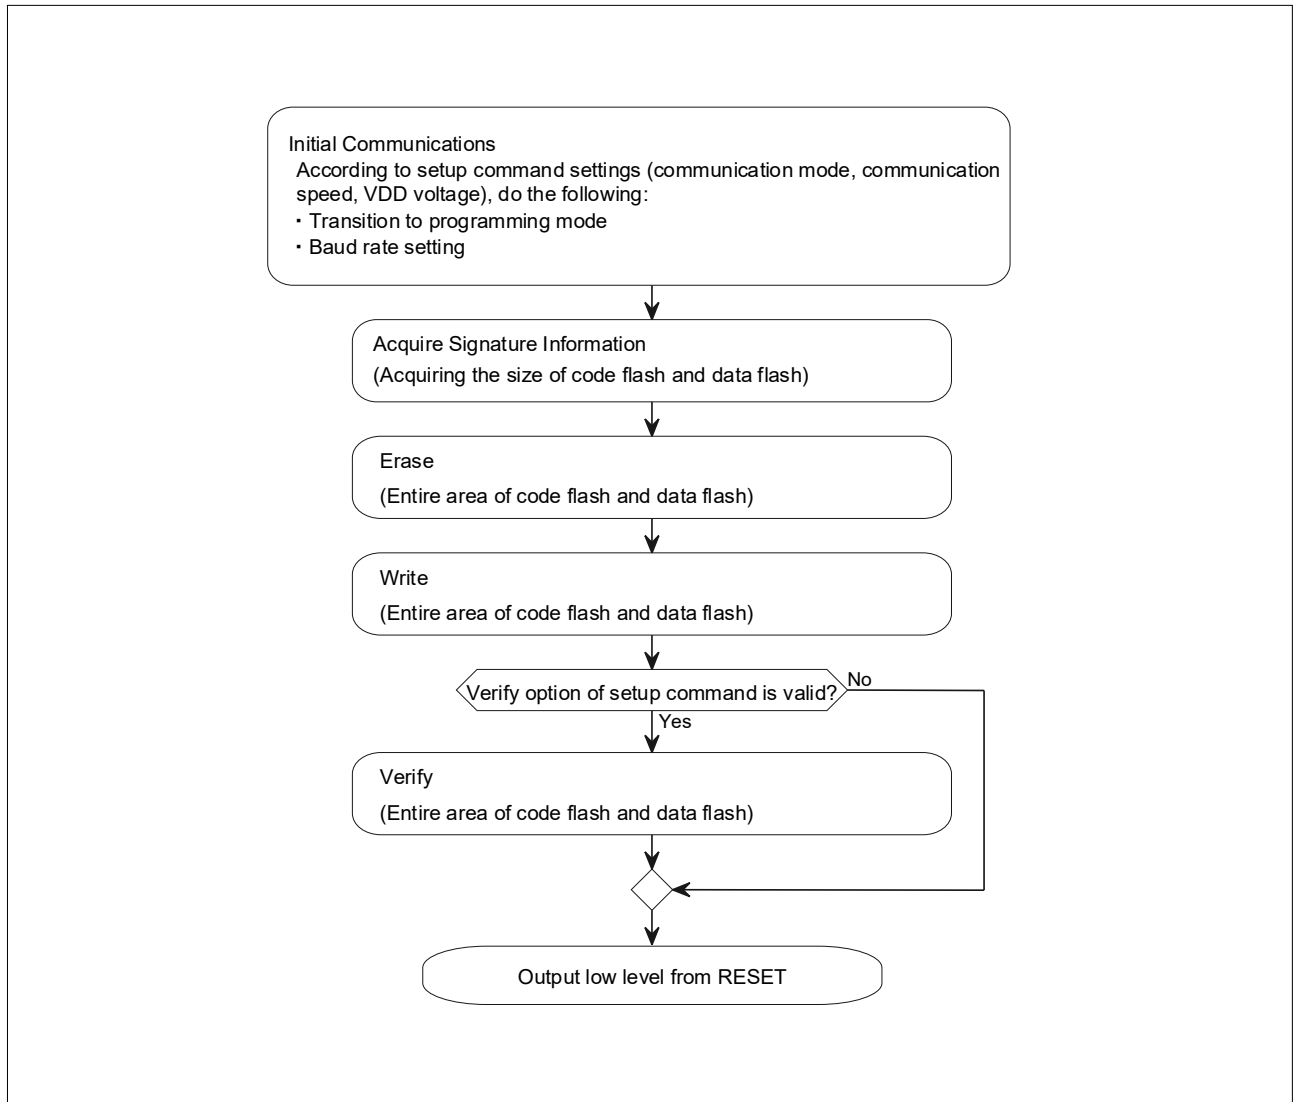 Initial Communications
According to setup command settings (communication mode, communication
speed, VDD voltage), do the following:
・Transition to programming mode
・Baud rate setting
Acquire Signature Information
(Acquiring the size of code flash and data flash)
Erase
(Entire area of code flash and data flash)
Write
(Entire area of code flash and data flash)
Verify option of setup command is valid?
No
Yes
Verify
(Entire area of code flash and data flash)
Output low level from RESET